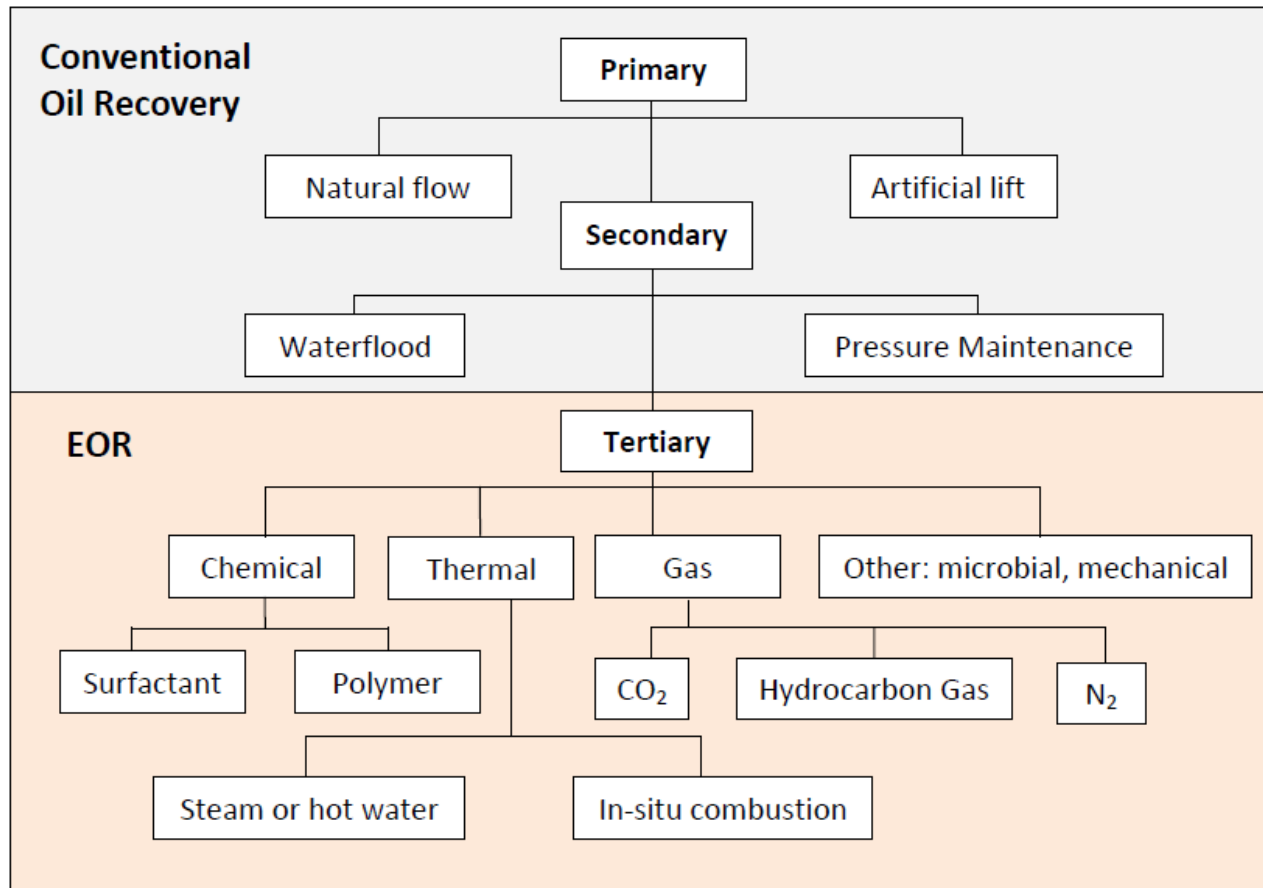 Conventional
Oil Recovery
Primary
Natural flow
Artificial lift
Secondary
Waterflood
Pressure Maintenance
EOR
Tertiary
Chemical
Thermal
Gas
Other: microbial, mechanical
Surfactant
Polymer
CO₂
Hydrocarbon Gas
N₂
Steam or hot water
In-situ combustion